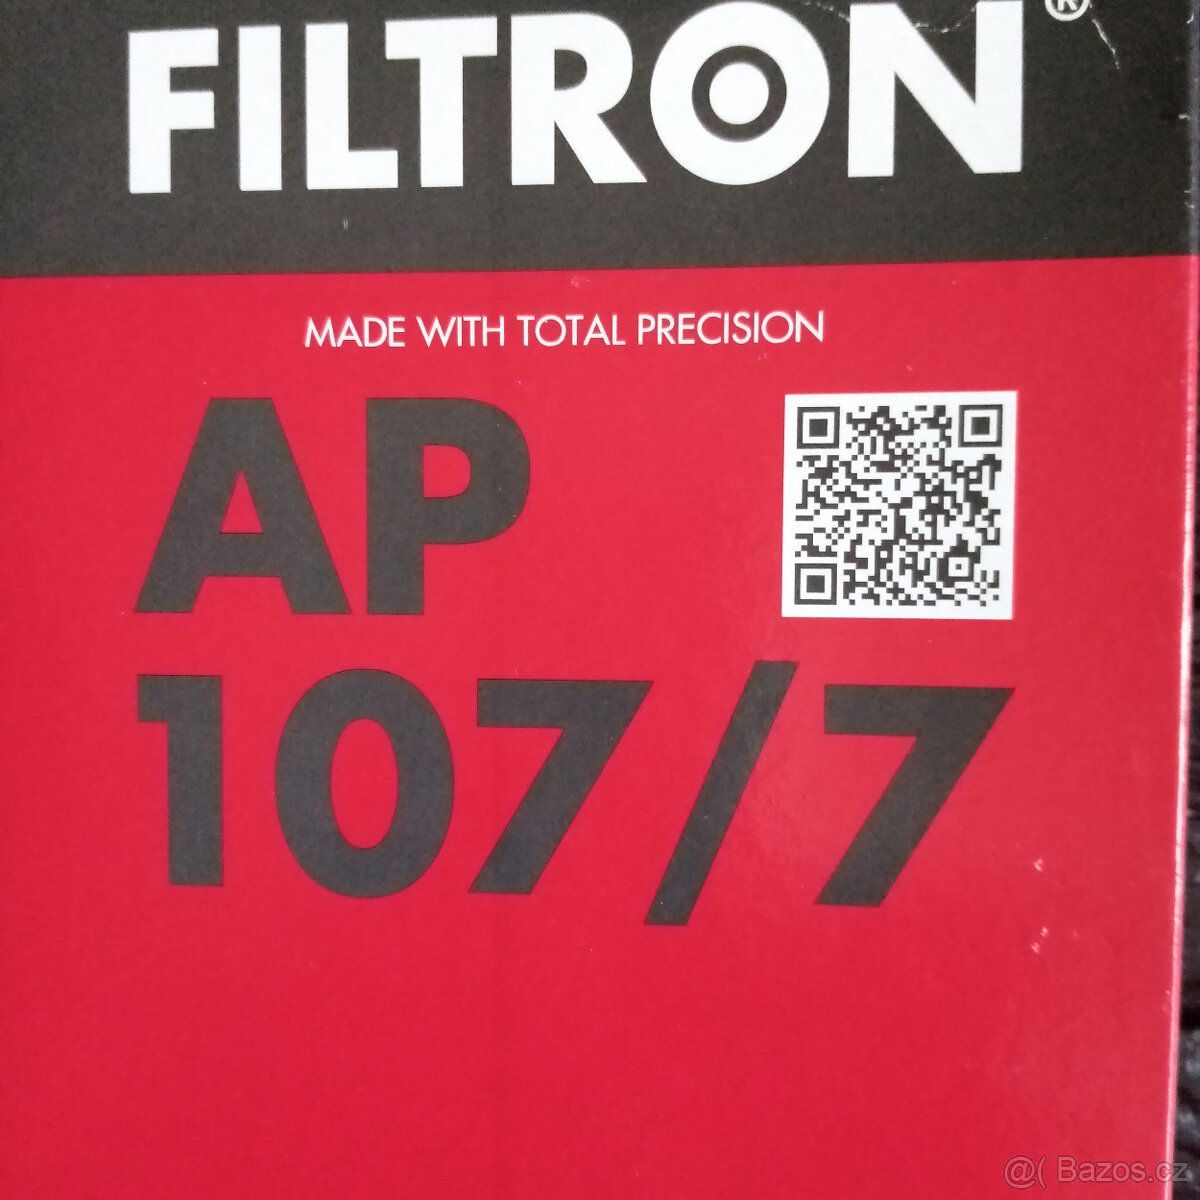 FILTRON®
MADE WITH TOTAL PRECISION
AP
107/7
@( Bazos.cz